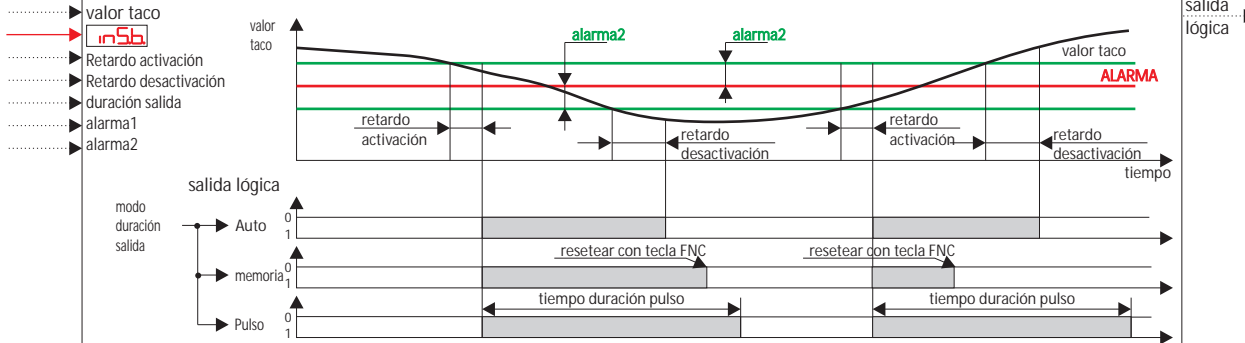 valor taco
inS.b.
Retardo activación
Retardo desactivación
duración salida
alarma1
alarma2
valor
taco
alarma2
alarma2
valor taco
ALARMA
retardo
activación
retardo
desactivación
retardo
activación
retardo
desactivación
tiempo
salida
lógica
salida lógica
modo
duración
salida
Auto
0
1
memoria
0
1
resetear con tecla FNC
resetear con tecla FNC
Pulso
0
1
tiempo duración pulso
tiempo duración pulso